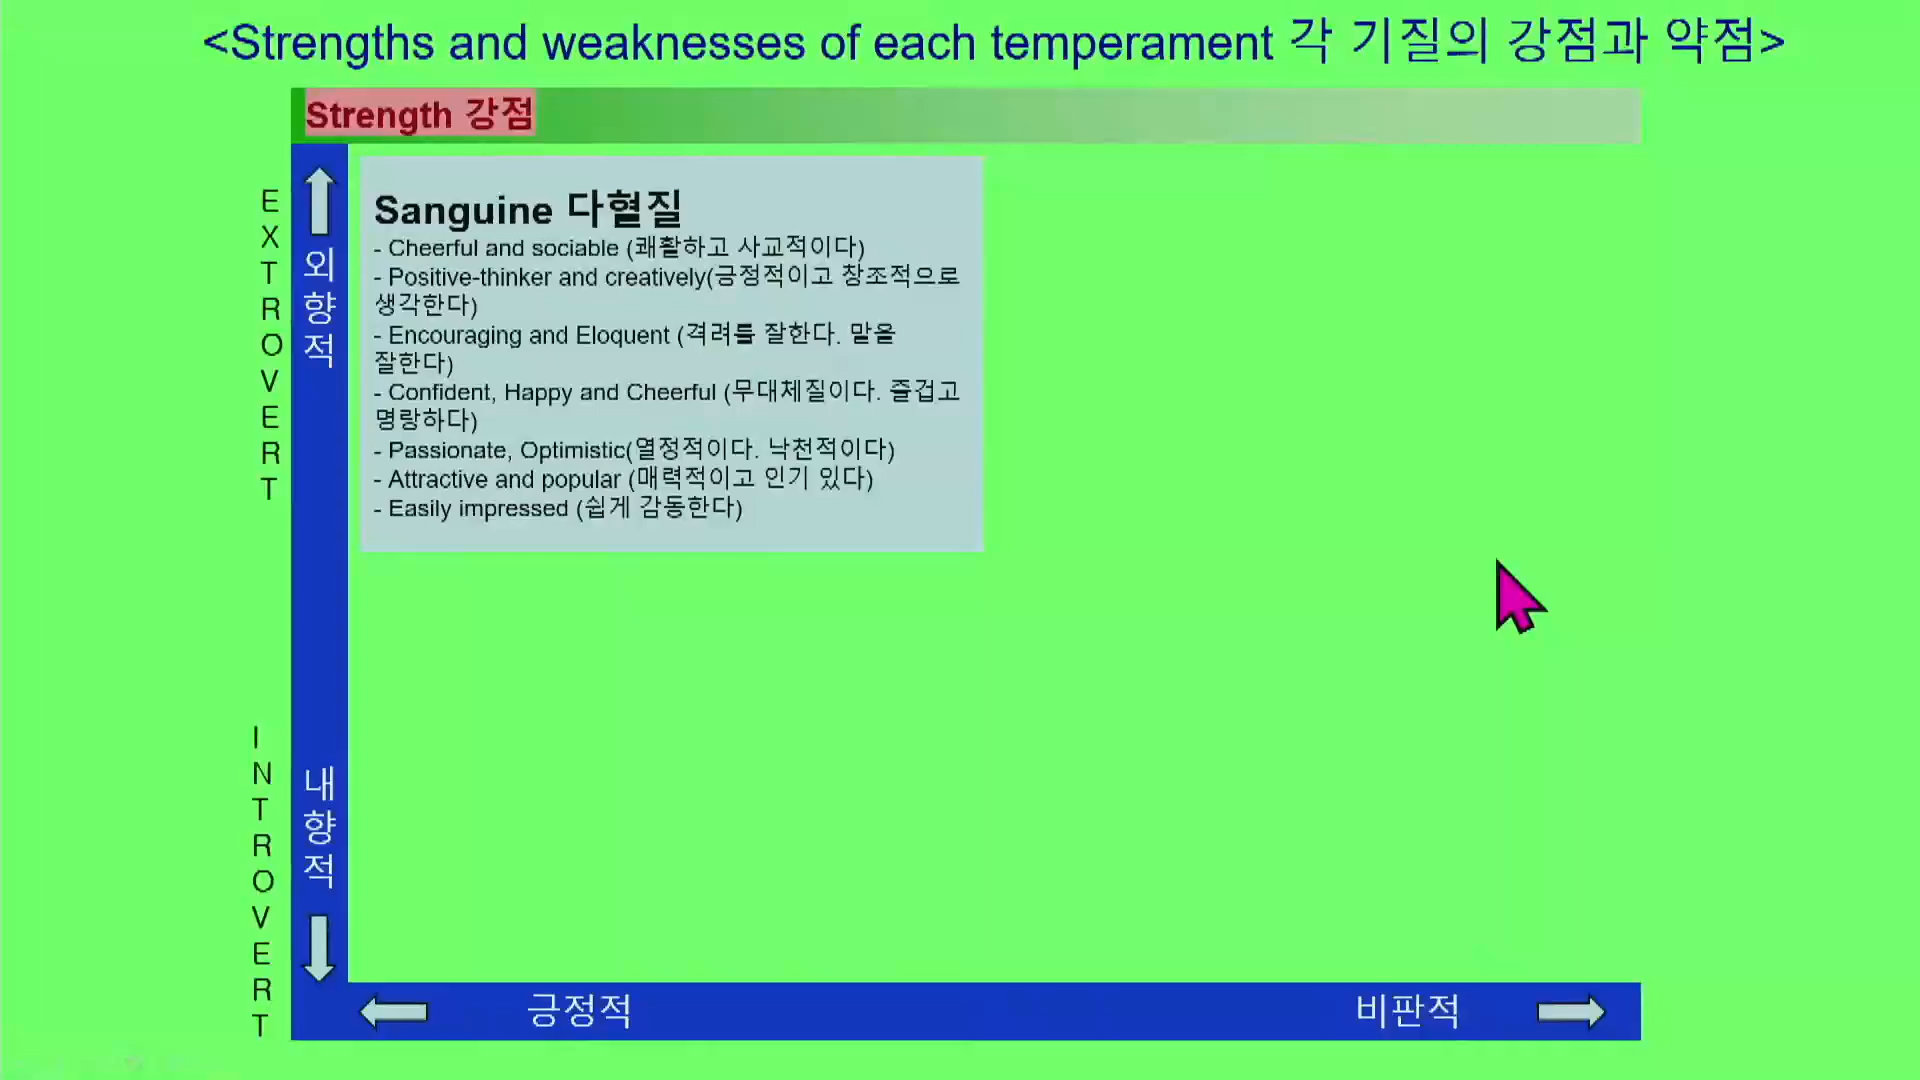 <Strengths and weaknesses of each temperament 각 기질의 강점과 약점>
Strength 강점
EXTROVERT
외향적
Sanguine 다혈질
- Cheerful and sociable (쾌활하고 사교적이다)
- Positive-thinker and creatively(긍정적이고 창조적으로
생각한다)
- Encouraging and Eloquent (격려를 잘한다. 말을
잘한다)
- Confident, Happy and Cheerful (무대체질이다. 즐겁고
명랑하다)
- Passionate, Optimistic(열정적이다. 낙천적이다)
- Attractive and popular (매력적이고 인기 있다)
- Easily impressed (쉽게 감동한다)
INTROVERT
내향적
긍정적
비판적